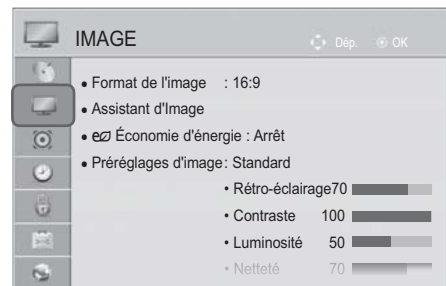 IMAGE
Dép. OK
• Format de l'image : 16:9
• Assistant d'Image
• Économie d'énergie : Arrêt
• Préréglages d'image: Standard
• Rétro-éclairage70
• Contraste 100
• Luminosité 50
• Netteté 70